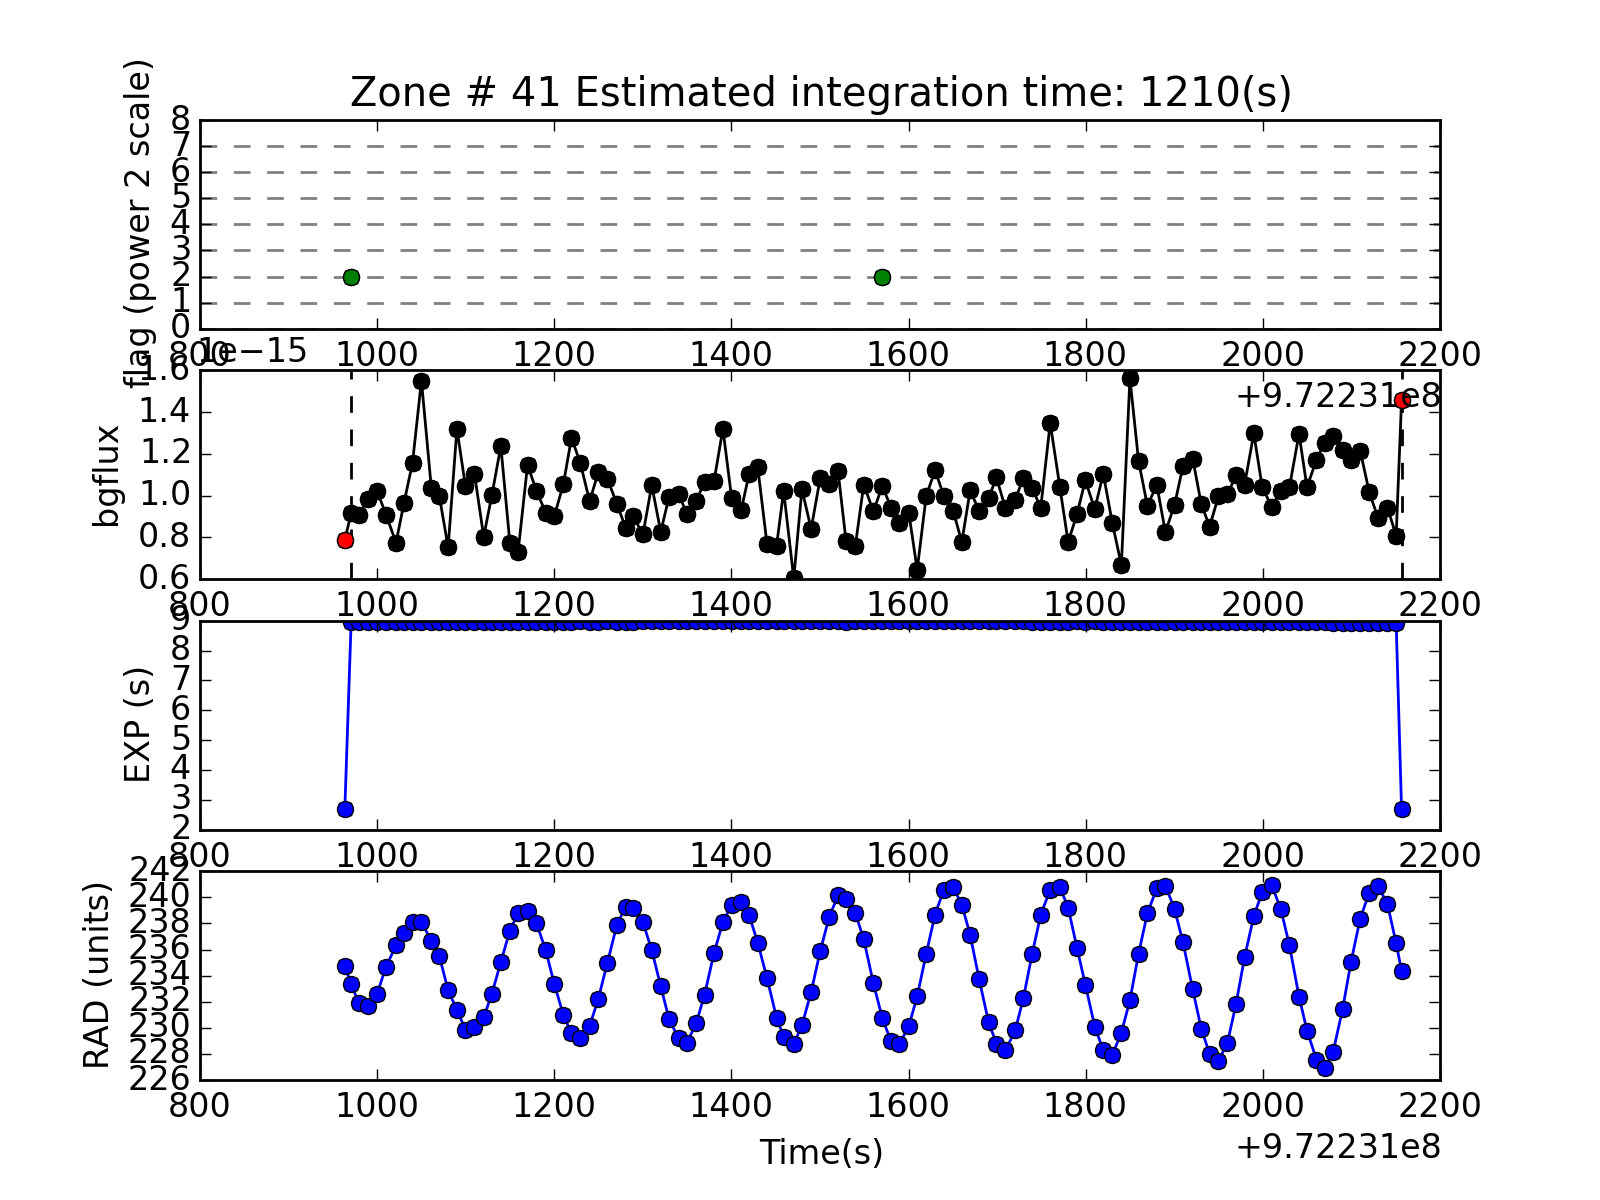 Zone # 41 Estimated integration time: 1210(s)
flag (power 2 scale)
8
7
6
5
4
3
2
1
0
800 1000 1200 1400 1600 1800 2000 2200
1e−15
+9.72231e8
bgflux
1.6
1.4
1.2
1.0
0.8
0.6
800 1000 1200 1400 1600 1800 2000 2200
EXP (s)
9
8
7
6
5
4
3
2
800 1000 1200 1400 1600 1800 2000 2200
RAD (units)
242
240
238
236
234
232
230
228
226
800 1000 1200 1400 1600 1800 2000 2200
Time(s)
+9.72231e8